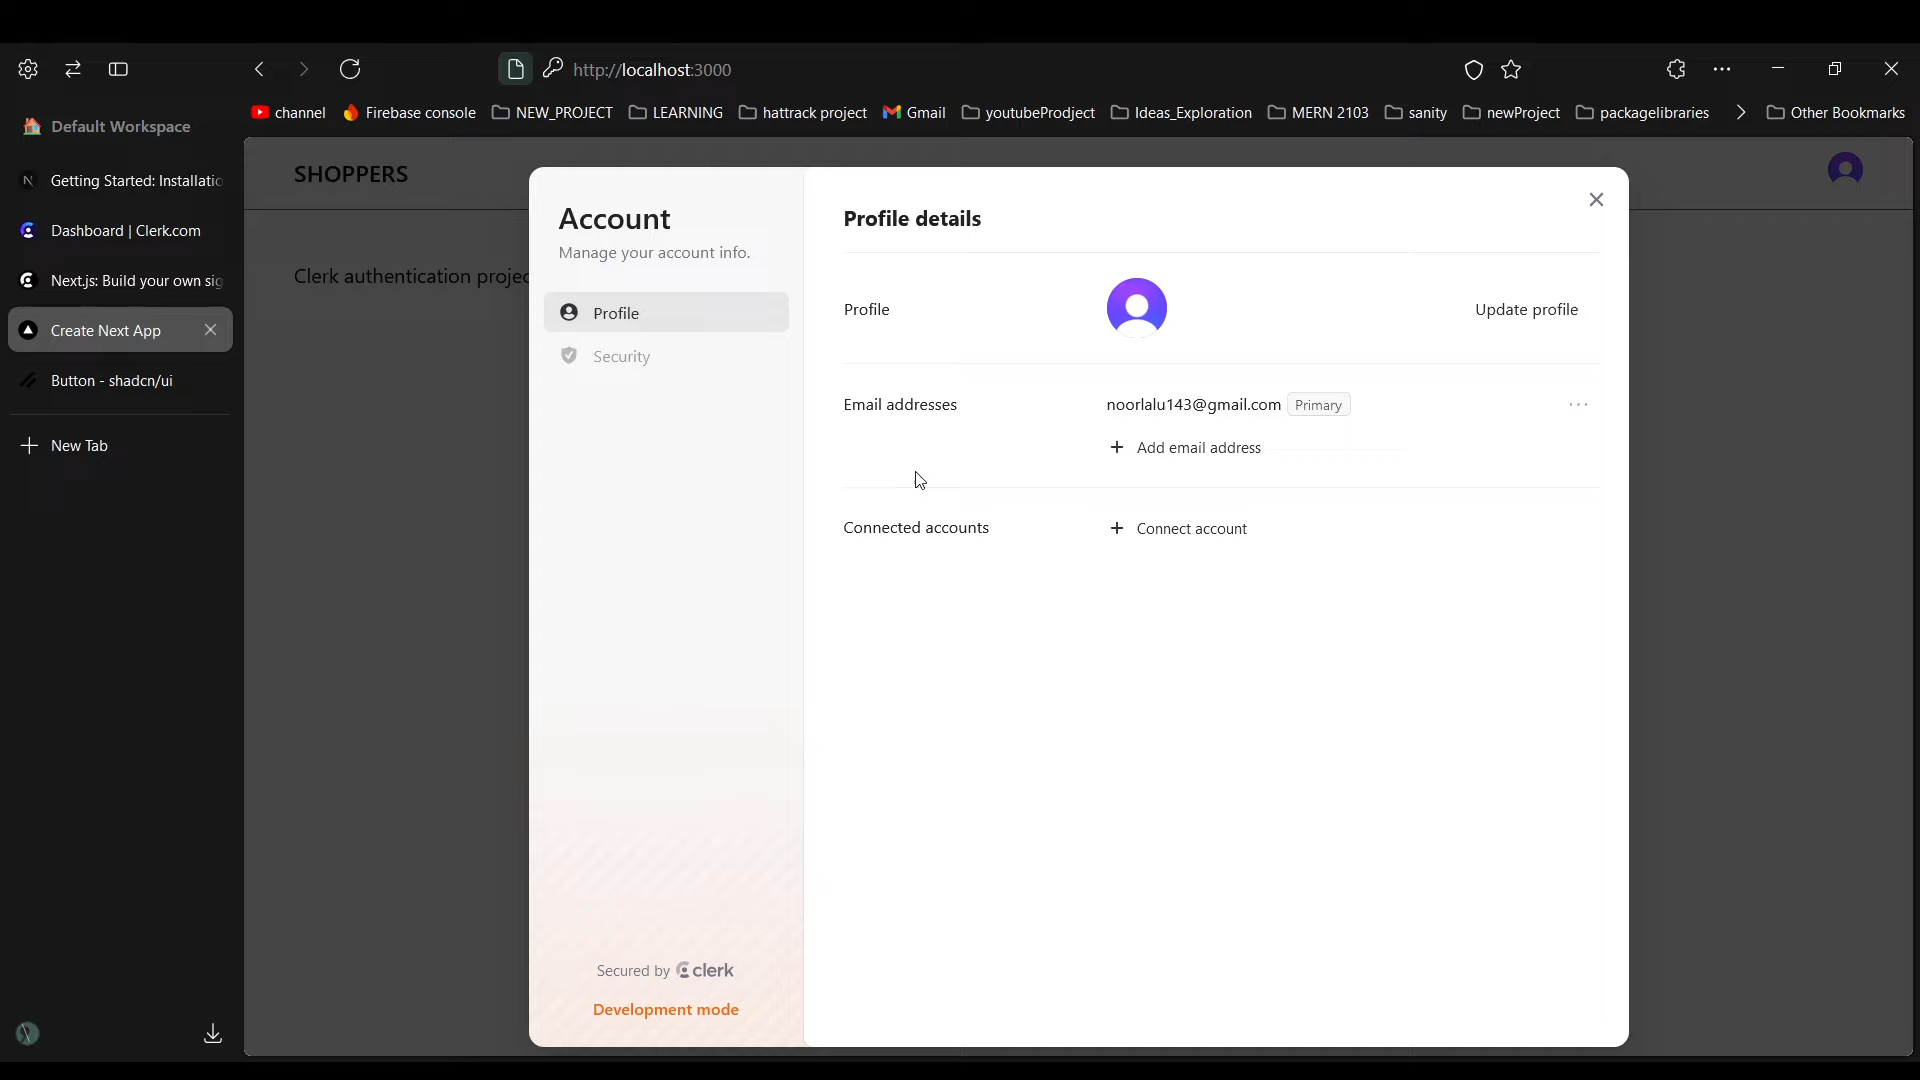 http://localhost:3000
Default Workspace
channel
Firebase console
NEW_PROJECT
LEARNING
hattrack project
Gmail
youtubeProdject
Ideas_Exploration
MERN 2103
sanity
newProject
packagelibraries
Other Bookmarks
Getting Started: Installatio
Dashboard | Clerk.com
Next.js: Build your own sig
Create Next App
Button - shadcn/ui
New Tab
SHOPPERS
Clerk authentication projec
Account
Manage your account info.
Profile
Security
Secured by clerk
Development mode
Profile details
Profile
Update profile
Email addresses
noorlalu143@gmail.com Primary
Add email address
Connected accounts
Connect account